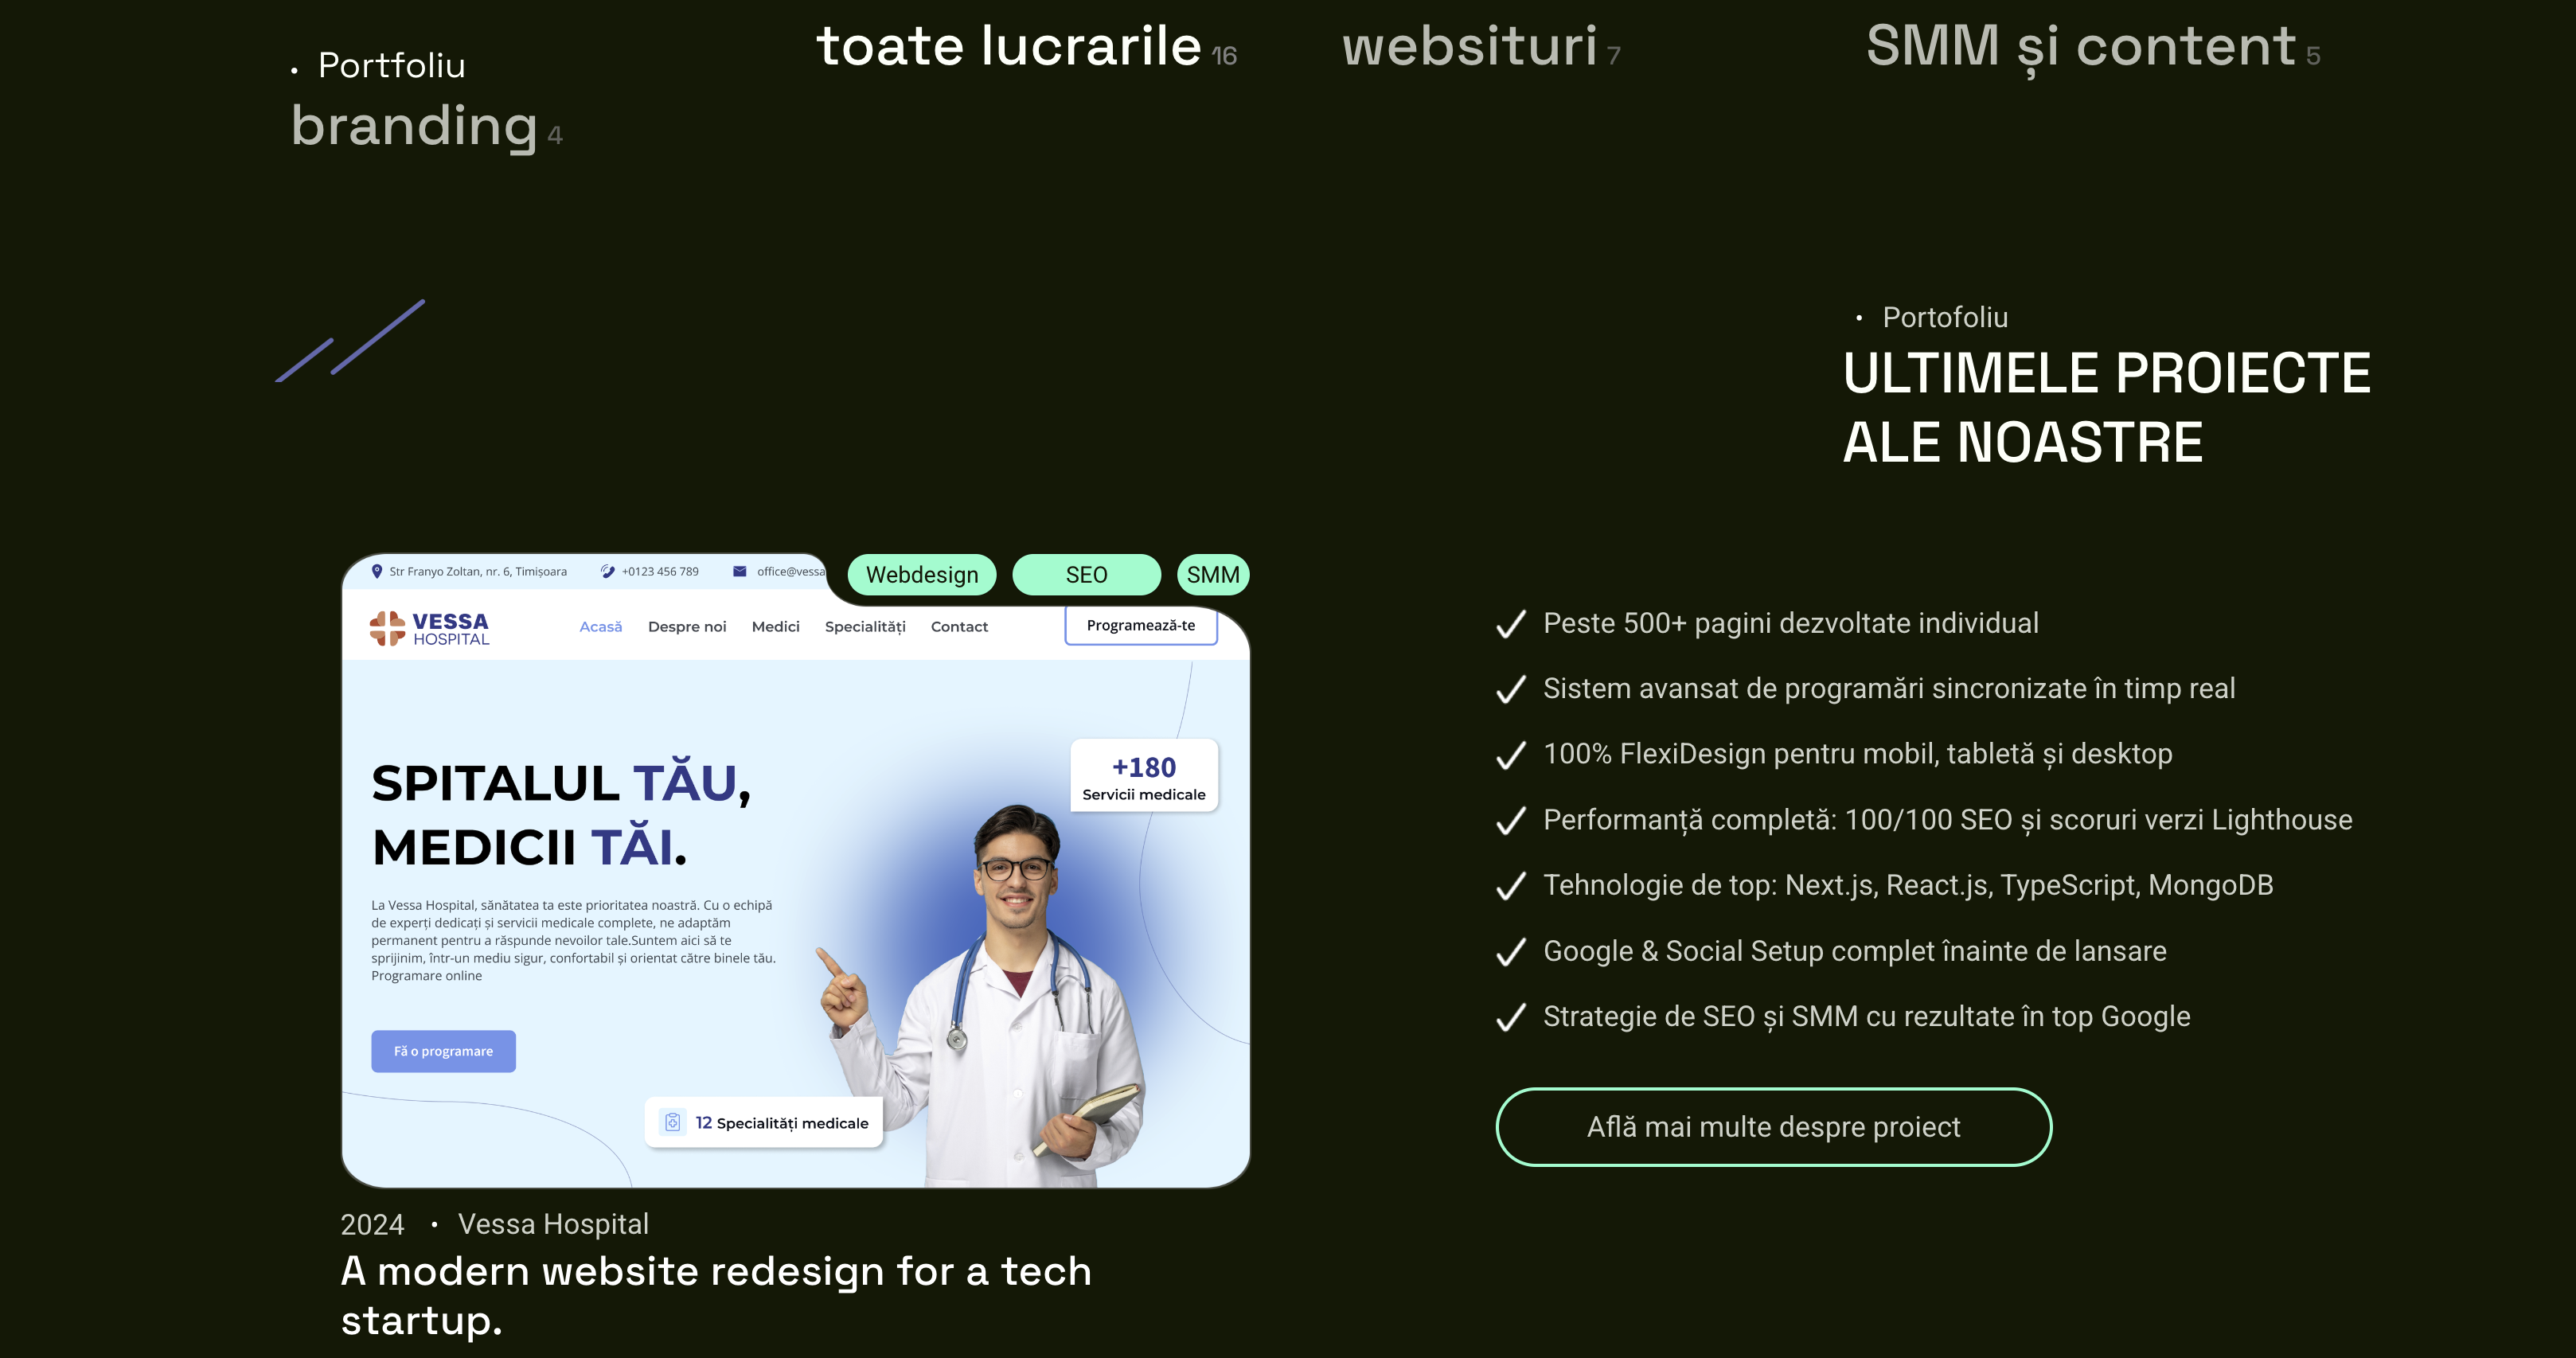 • Portfoliu
toate lucrarile 16
websituri 7
SMM și content 5
branding 4
• Portofoliu
ULTIMELE PROIECTE
ALE NOASTRE
Str Franyo Zoltan, nr. 6, Timișoara
+0123 456 789
office@vessa
Webdesign
SEO
SMM
VESSA
HOSPITAL
Acasă
Despre noi
Medici
Specialități
Contact
Programează-te
SPITALUL TĂU,
MEDICII TĂI.
La Vessa Hospital, sănătatea ta este prioritatea noastră. Cu o echipă
de experți dedicați și servicii medicale complete, ne adaptăm
permanent pentru a răspunde nevoilor tale.Suntem aici să te
sprijinim, într-un mediu sigur, confortabil și orientat către binele tău.
Programare online
Fă o programare
+180
Servicii medicale
12 Specialități medicale
2024 • Vessa Hospital
A modern website redesign for a tech
startup.
Peste 500+ pagini dezvoltate individual
Sistem avansat de programări sincronizate în timp real
100% FlexiDesign pentru mobil, tabletă și desktop
Performanță completă: 100/100 SEO și scoruri verzi Lighthouse
Tehnologie de top: Next.js, React.js, TypeScript, MongoDB
Google & Social Setup complet înainte de lansare
Strategie de SEO și SMM cu rezultate în top Google
Află mai multe despre proiect